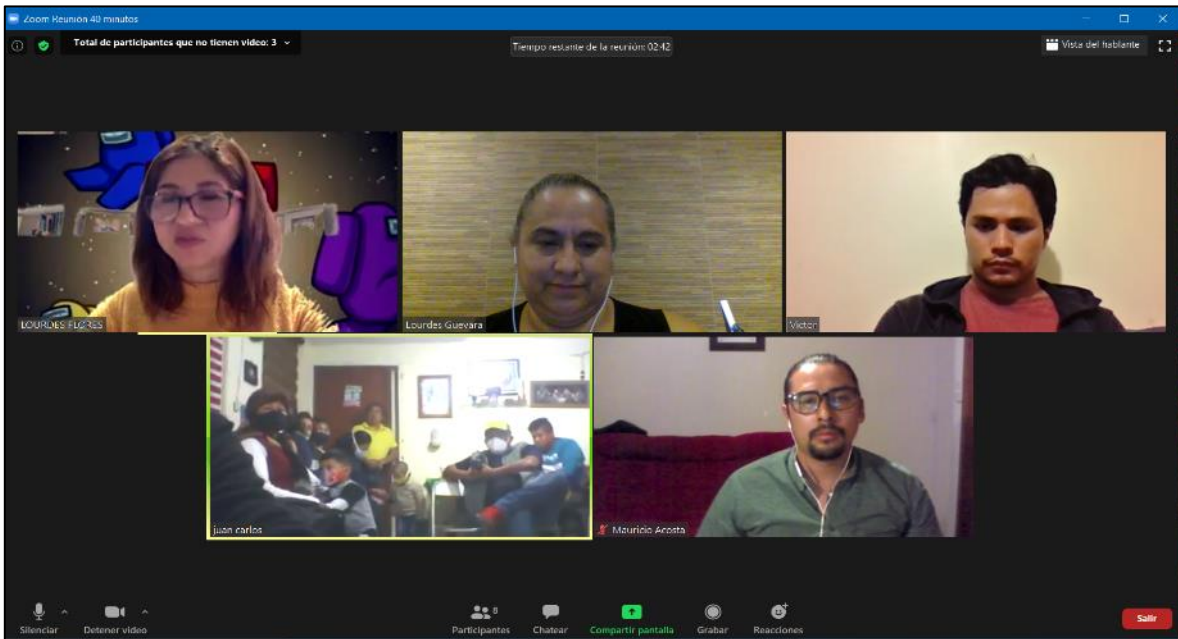 Zoom Reunión 40 minutos
Total de participantes que no tienen video: 3
Tiempo restante de la reunión: 02:42
Vista del hablante
LOURDES FLORES
Lourdes Guevara
Victor
juan carlos
Mauricio Acosta
Silenciar
Detener video
8
Participantes
Chatear
Compartir pantalla
Grabar
Reacciones
Salir